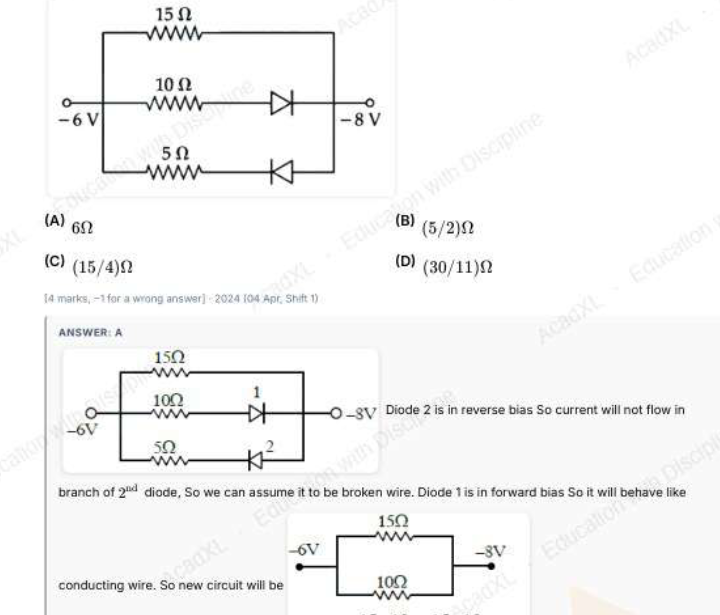 15 Ω
10 Ω
−6 V
−8 V
5 Ω
(A) 6Ω
(B) (5/2)Ω
(C) (15/4)Ω
(D) (30/11)Ω
[4 marks, −1 for a wrong answer] · 2024 (04 Apr, Shift 1)
ANSWER: A
15Ω
10Ω
1
−6V
−8V
5Ω
2
Diode 2 is in reverse bias So current will not flow in
branch of 2nd diode, So we can assume it to be broken wire. Diode 1 is in forward bias So it will behave like
conducting wire. So new circuit will be
15Ω
−6V
−8V
10Ω
AcadXL · Education with Discipline